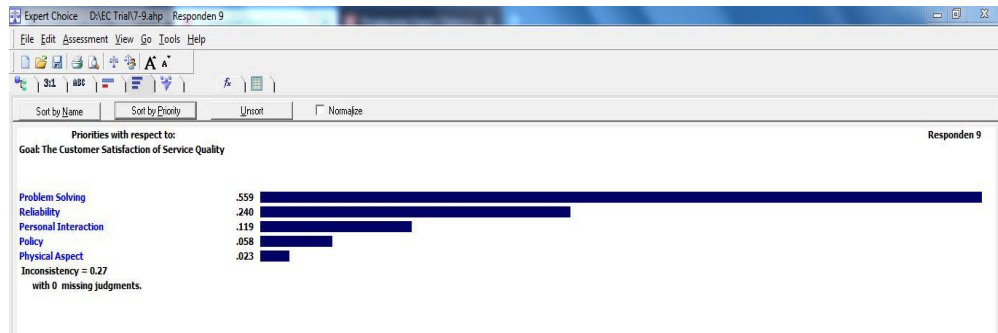 Expert Choice D:\EC Trial\7-9.ahp Responden 9
File Edit Assessment View Go Tools Help
A A
3:1 ABC fx
Sort by Name Sort by Priority Unsort Normalize
Priorities with respect to: Responden 9
Goal: The Customer Satisfaction of Service Quality
Problem Solving .559
Reliability .240
Personal Interaction .119
Policy .058
Physical Aspect .023
Inconsistency = 0.27
with 0 missing judgments.